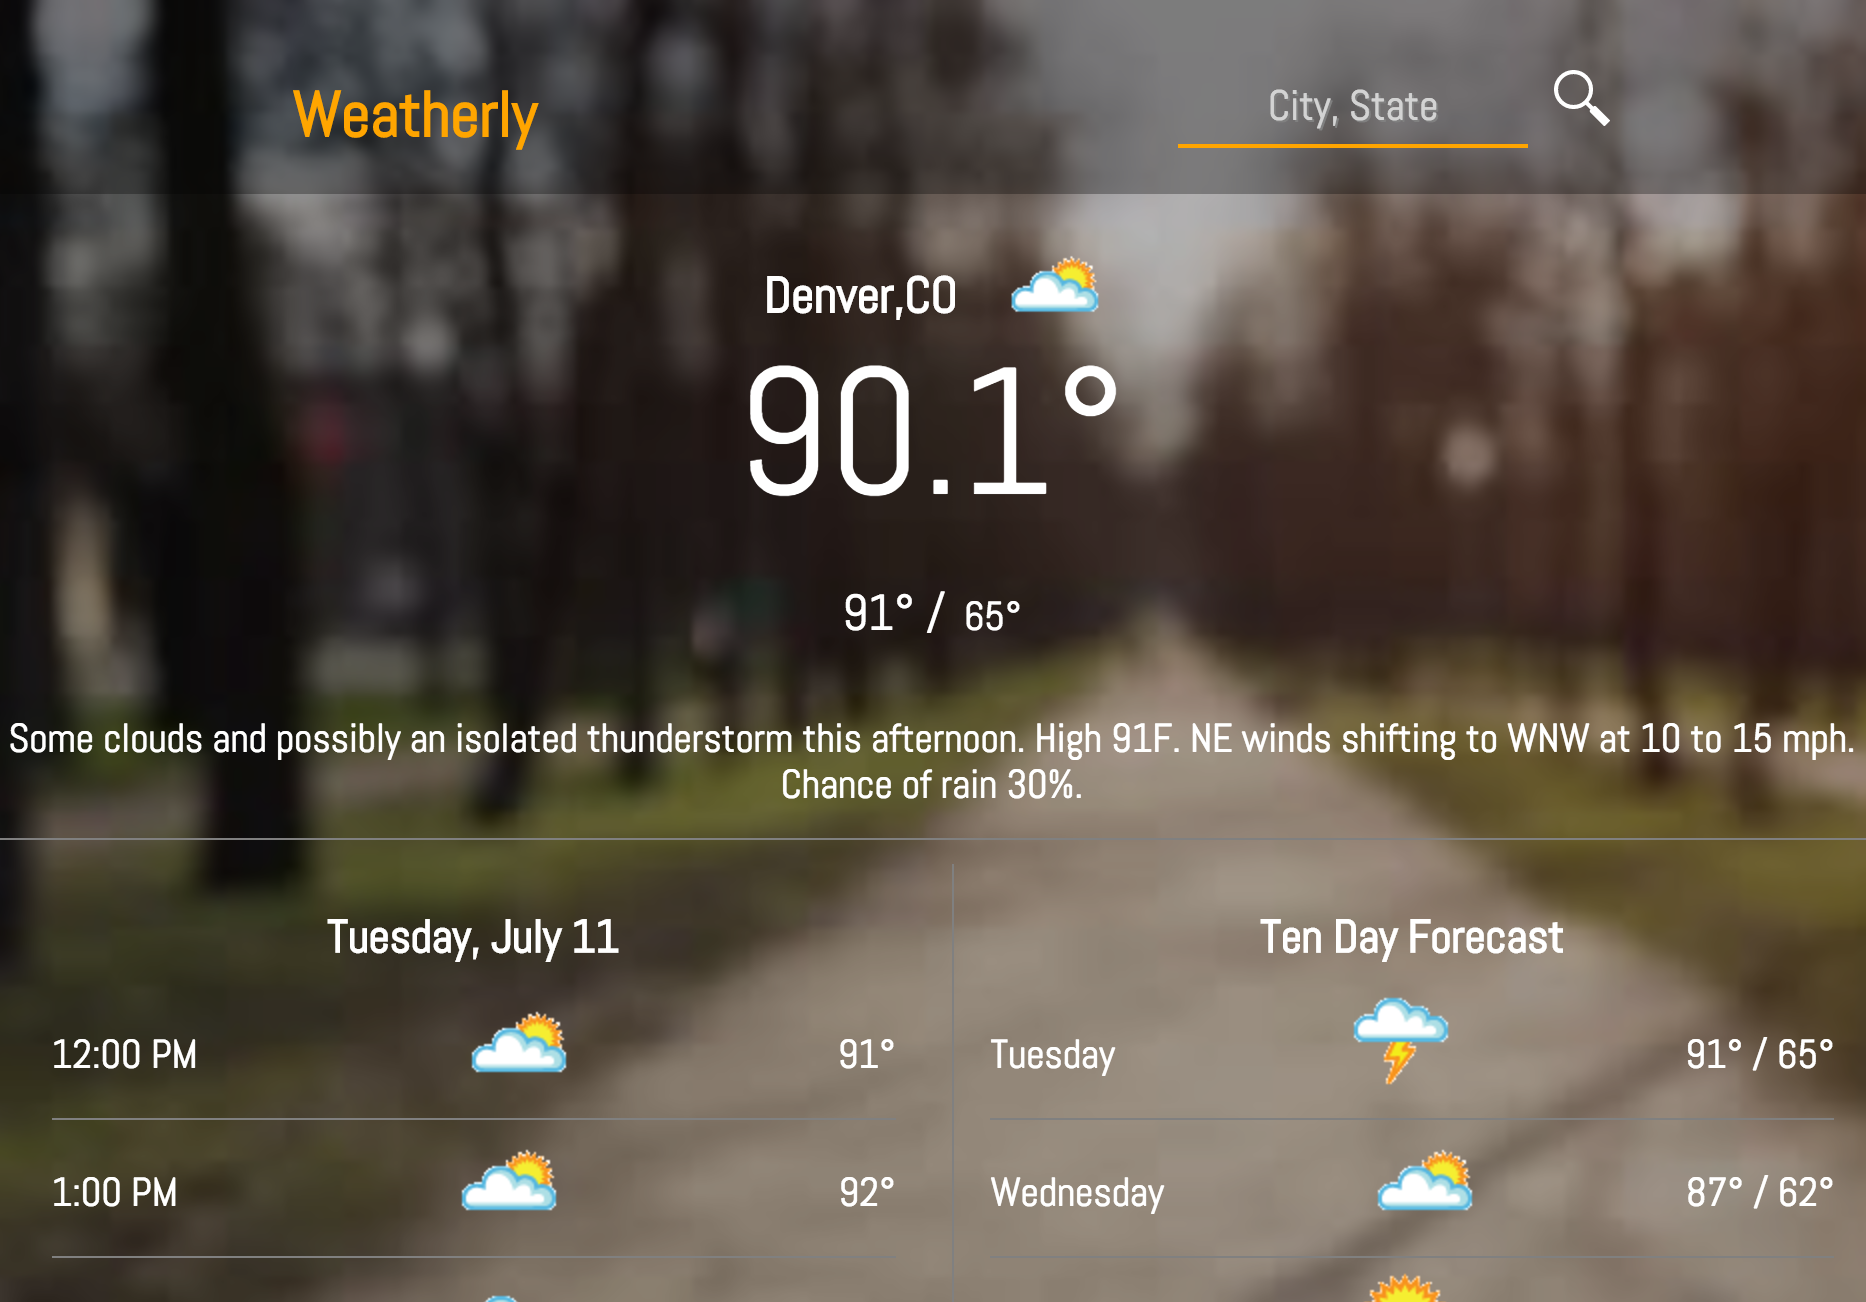 Weatherly
City, State
Denver,CO
90.1°
91° / 65°
Some clouds and possibly an isolated thunderstorm this afternoon. High 91F. NE winds shifting to WNW at 10 to 15 mph.
Chance of rain 30%.
Tuesday, July 11
12:00 PM 91°
1:00 PM 92°
Ten Day Forecast
Tuesday 91° / 65°
Wednesday 87° / 62°